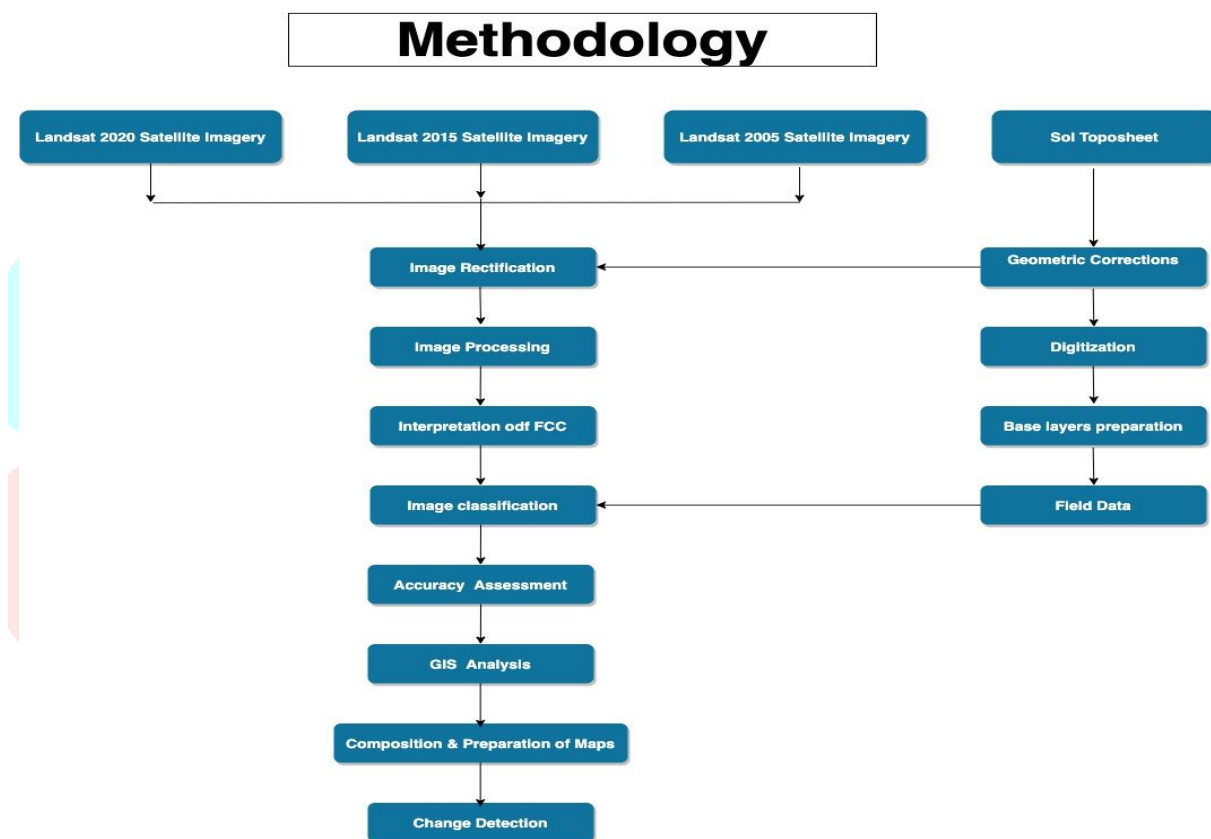 Methodology
Landsat 2020 Satellite Imagery
Landsat 2015 Satellite Imagery
Landsat 2005 Satellite Imagery
SoI Toposheet
Image Rectification
Geometric Corrections
Image Processing
Digitization
Interpretation odf FCC
Base layers preparation
Image classification
Field Data
Accuracy Assessment
GIS Analysis
Composition & Preparation of Maps
Change Detection